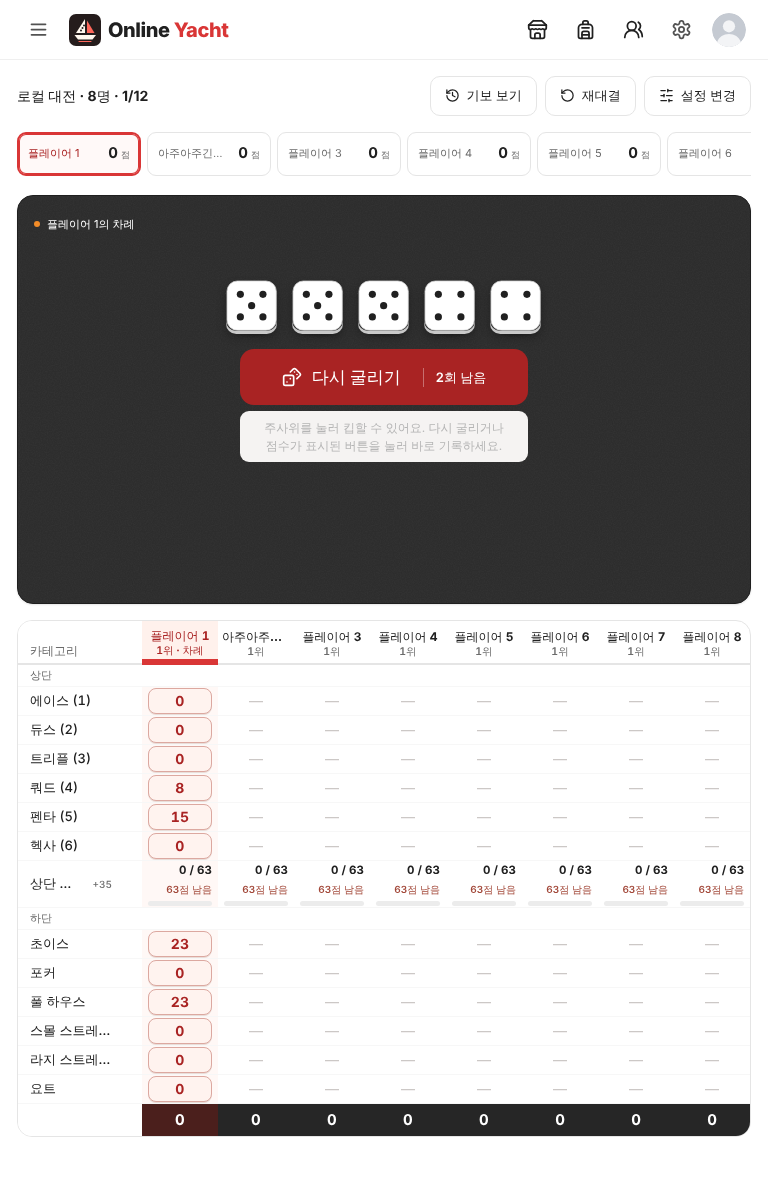 Online Yacht
로컬 대전 · 8명 · 1/12
기보 보기
재대결
설정 변경
플레이어 1 0 점
아주아주긴... 0 점
플레이어 3 0 점
플레이어 4 0 점
플레이어 5 0 점
플레이어 6
플레이어 1의 차례
다시 굴리기 2회 남음
주사위를 눌러 킵할 수 있어요. 다시 굴리거나
점수가 표시된 버튼을 눌러 바로 기록하세요.
카테고리 플레이어 1 아주아주... 플레이어 3 플레이어 4 플레이어 5 플레이어 6 플레이어 7 플레이어 8
1위 · 차례 1위 1위 1위 1위 1위 1위 1위
상단
에이스 (1) 0 — — — — — — —
듀스 (2) 0 — — — — — — —
트리플 (3) 0 — — — — — — —
쿼드 (4) 8 — — — — — — —
펜타 (5) 15 — — — — — — —
헥사 (6) 0 — — — — — — —
상단 ... +35 0 / 63 0 / 63 0 / 63 0 / 63 0 / 63 0 / 63 0 / 63 0 / 63
63점 남음 63점 남음 63점 남음 63점 남음 63점 남음 63점 남음 63점 남음 63점 남음
하단
초이스 23 — — — — — — —
포커 0 — — — — — — —
풀 하우스 23 — — — — — — —
스몰 스트레... 0 — — — — — — —
라지 스트레... 0 — — — — — — —
요트 0 — — — — — — —
0 0 0 0 0 0 0 0